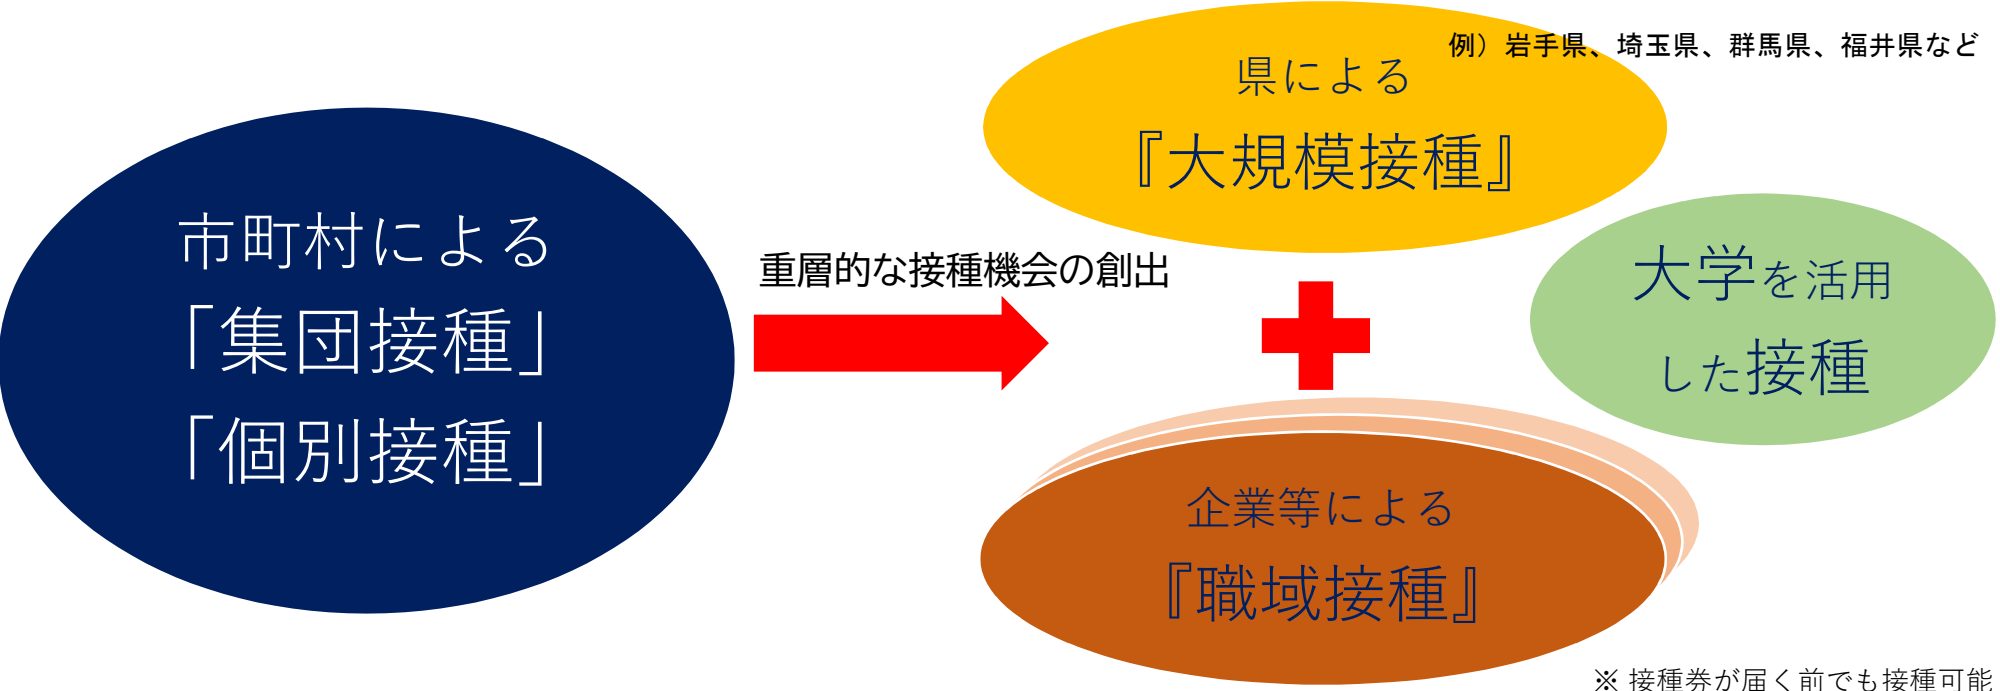 市町村による
「集団接種」
「個別接種」
重層的な接種機会の創出
例）岩手県、埼玉県、群馬県、福井県など
県による
『大規模接種』
大学を活用
した接種
企業等による
『職域接種』
※ 接種券が届く前でも接種可能